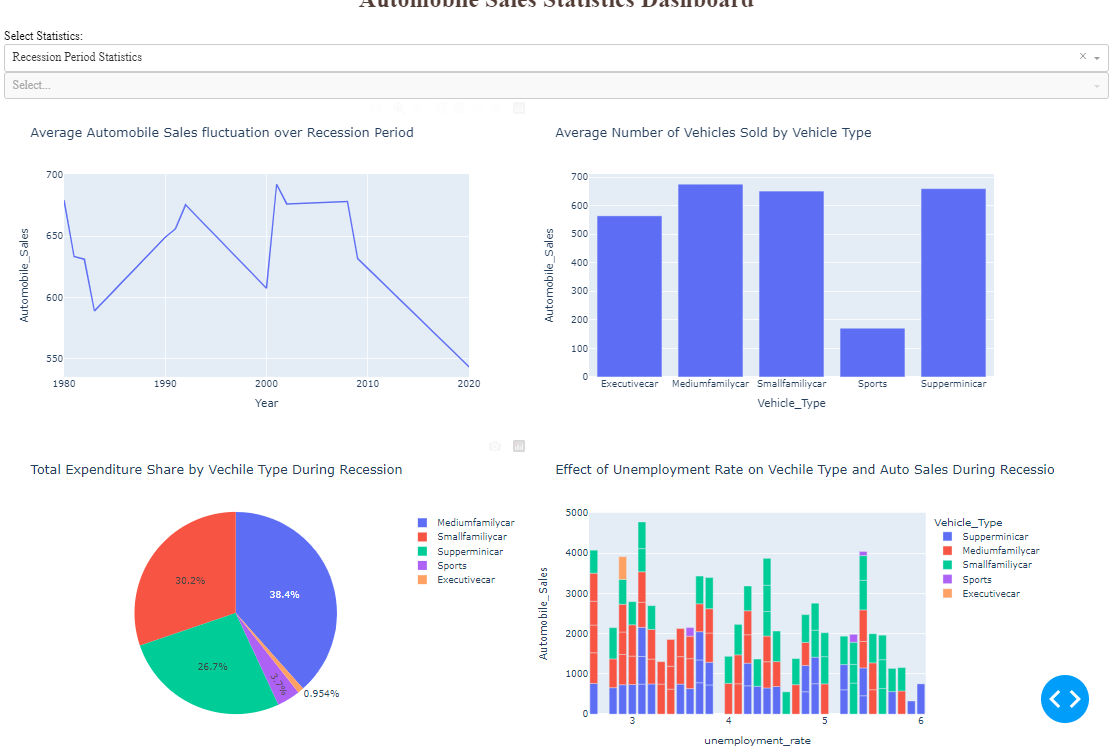 Automobile Sales Statistics Dashboard
Select Statistics:
Recession Period Statistics
×
Select...
Average Automobile Sales fluctuation over Recession Period
700
650
600
550
Automobile_Sales
1980 1990 2000 2010 2020
Year
Average Number of Vehicles Sold by Vehicle Type
700
600
500
400
300
200
100
0
Automobile_Sales
Executivecar Mediumfamilycar Smallfamiliycar Sports Supperminicar
Vehicle_Type
Total Expenditure Share by Vechile Type During Recession
38.4%
30.2%
26.7%
3.7%
0.954%
Mediumfamilycar
Smallfamiliycar
Supperminicar
Sports
Executivecar
Effect of Unemployment Rate on Vechile Type and Auto Sales During Recessio
5000
4000
3000
2000
1000
0
Automobile_Sales
3 4 5 6
unemployment_rate
Vehicle_Type
Supperminicar
Mediumfamilycar
Smallfamiliycar
Sports
Executivecar